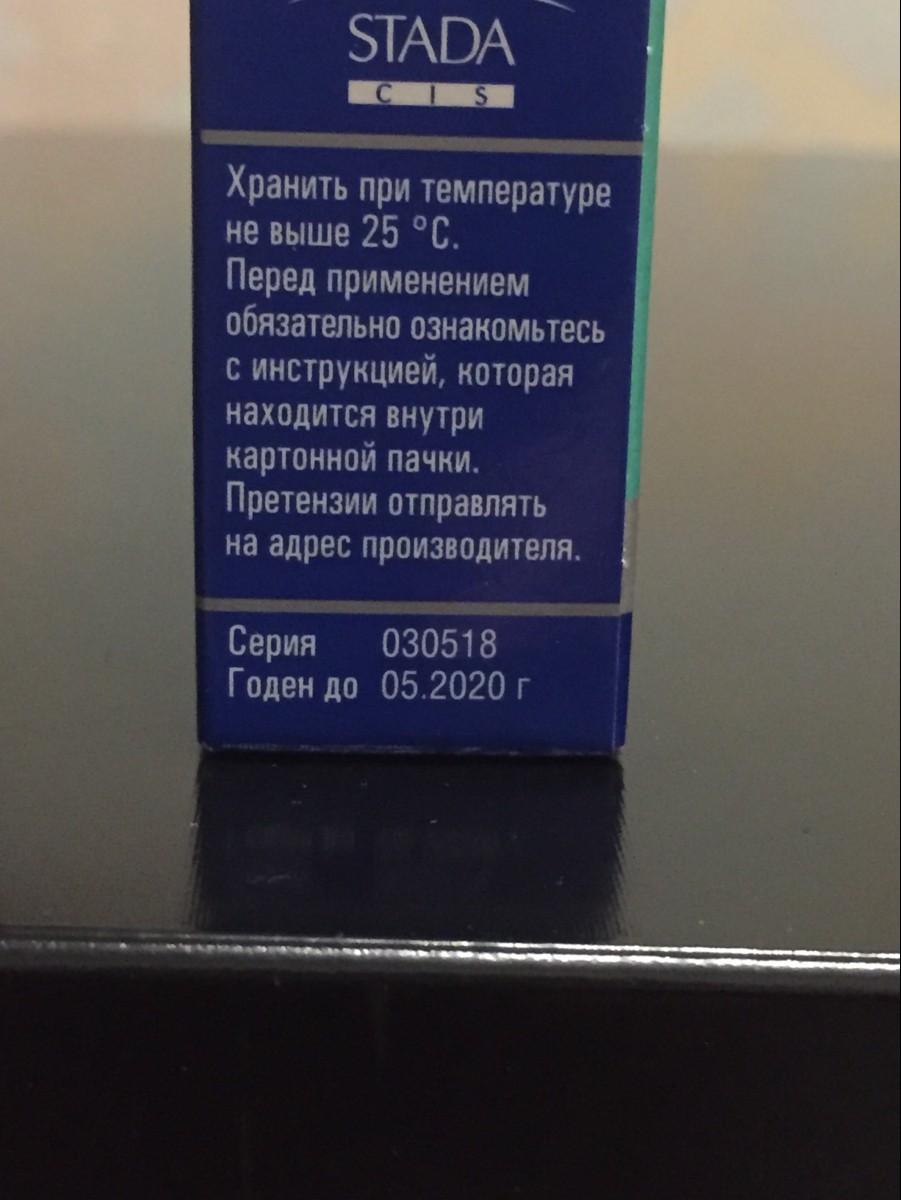 STADA
C I S
Хранить при температуре
не выше 25 °C.
Перед применением
обязательно ознакомьтесь
с инструкцией, которая
находится внутри
картонной пачки.
Претензии отправлять
на адрес производителя.
Серия 030518
Годен до 05.2020 г